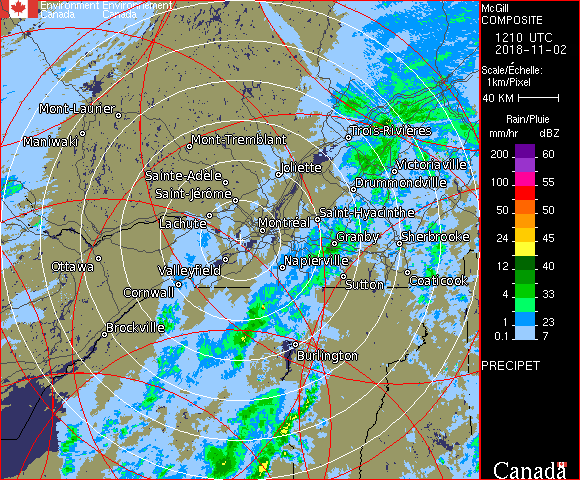 Environment Environnement
Canada Canada
McGill
COMPOSITE
1210 UTC
2018-11-02
Scale/Échelle:
1km/Pixel
40 KM
Rain/Pluie
mm/hr dBZ
200 60
150 55
100 55
50 50
24 45
12 40
4 33
1 23
0.1 7
PRECIPET
Mont-Laurier
Maniwaki
Mont-Tremblant
Trois-Rivières
Joliette
Victoriaville
Sainte-Adèle
Drummondville
Saint-Jérôme
Lachute
Montréal
Saint-Hyacinthe
Granby
Sherbrooke
Ottawa
Valleyfield
Napierville
Sutton
Coaticook
Cornwall
Brockville
Burlington
Canada